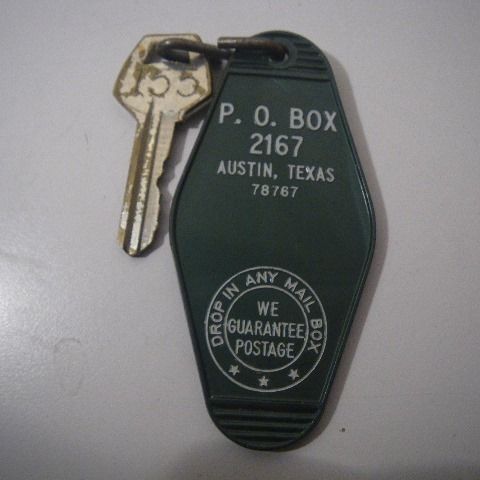 155
P. O. BOX
2167
AUSTIN, TEXAS
78767
DROP IN ANY MAIL BOX
WE
GUARANTEE
POSTAGE